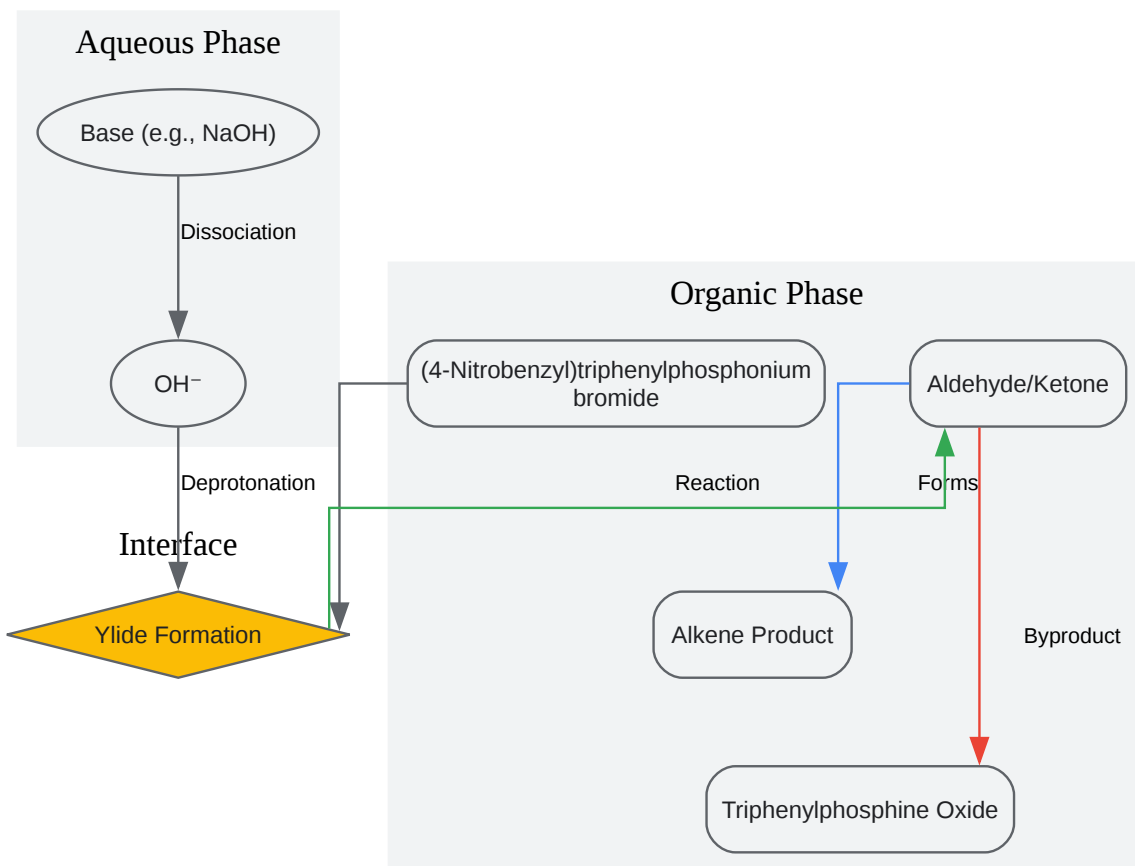 Aqueous Phase
Base (e.g., NaOH)
Dissociation
Organic Phase
OH⁻
(4-Nitrobenzyl)triphenylphosphonium
bromide
Aldehyde/Ketone
Deprotonation
Reaction
Forms
Interface
Ylide Formation
Alkene Product
Byproduct
Triphenylphosphine Oxide